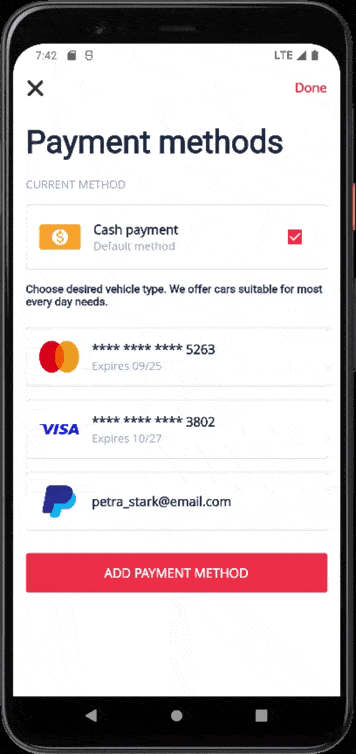 7:42 LTE
Done
Payment methods
CURRENT METHOD
Cash payment
Default method
Choose desired vehicle type. We offer cars suitable for most
every day needs.
**** **** **** 5263
Expires 09/25
VISA
**** **** **** 3802
Expires 10/27
petra_stark@email.com
ADD PAYMENT METHOD